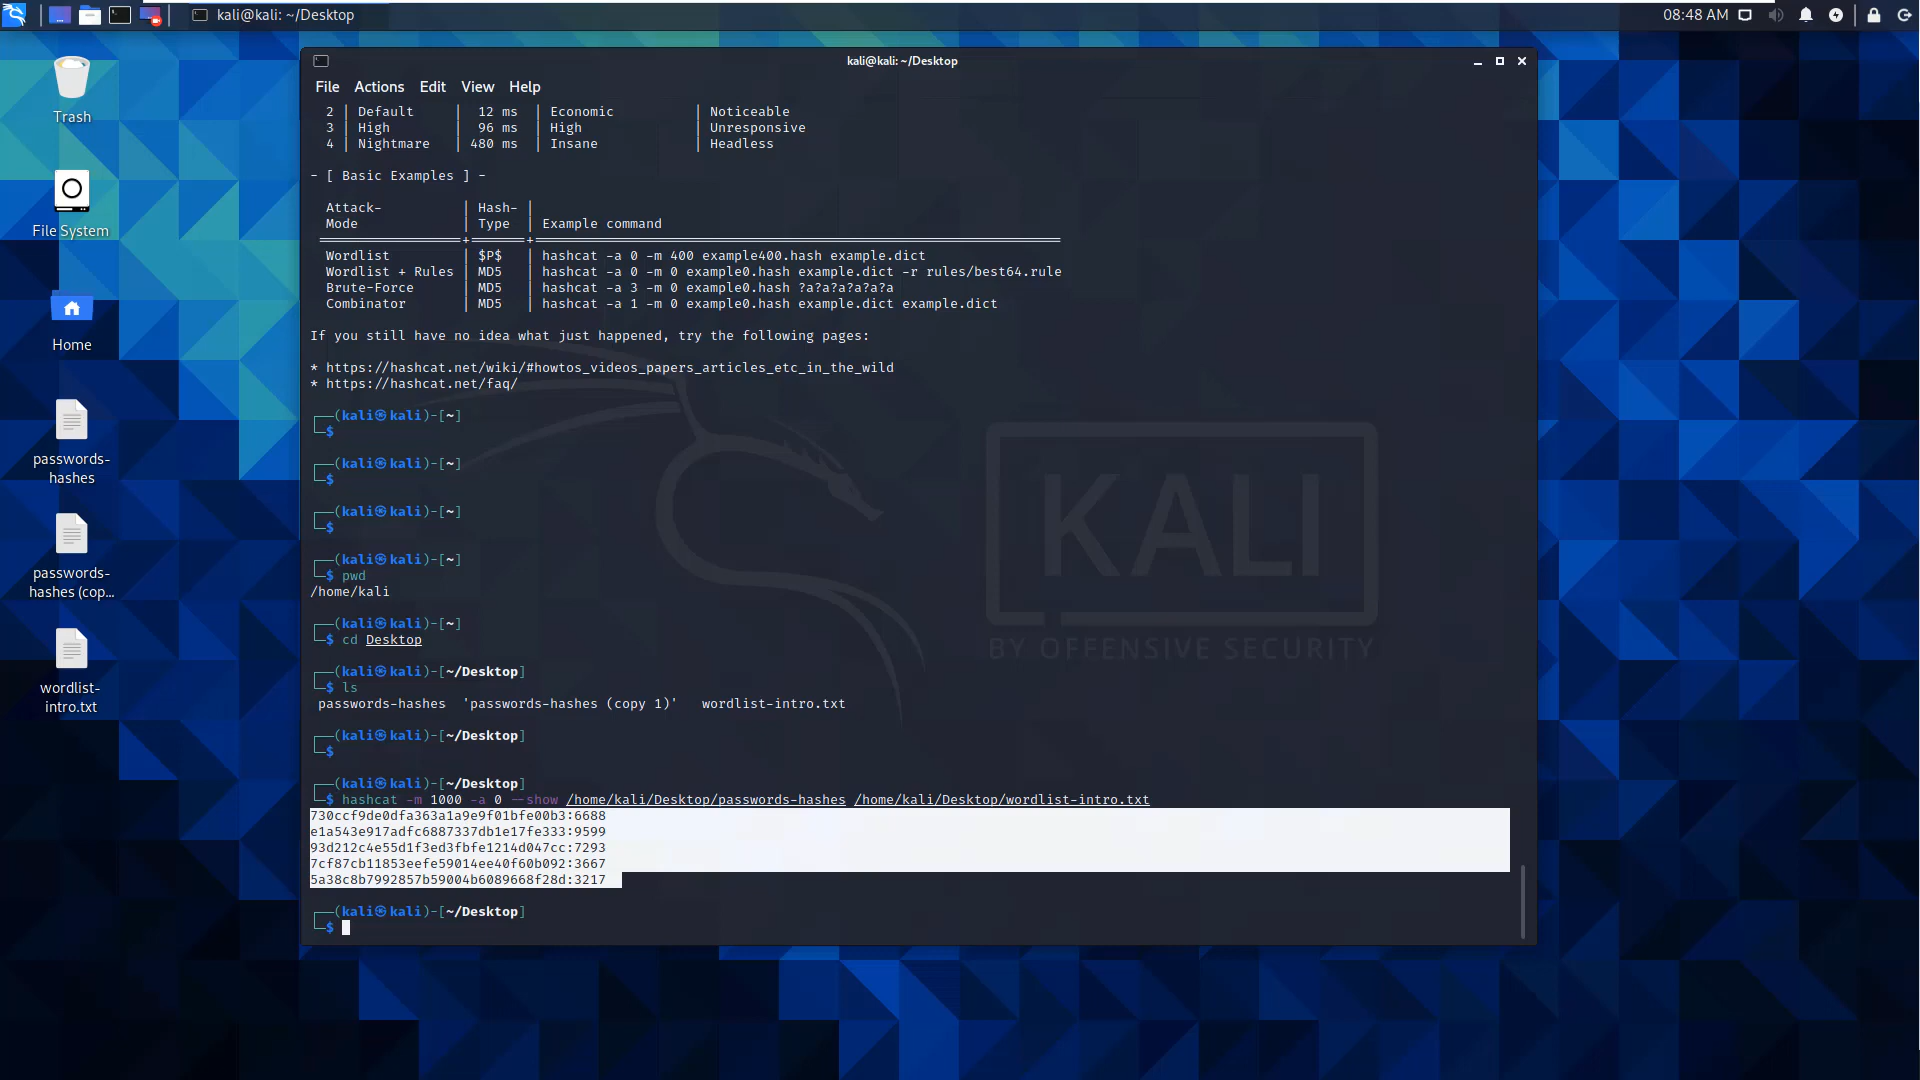 kali@kali: ~/Desktop
08:48 AM
Trash
File System
Home
passwords-
hashes
passwords-
hashes (cop...
wordlist-
intro.txt
kali@kali: ~/Desktop
File Actions Edit View Help
2 | Default | 12 ms | Economic | Noticeable
3 | High | 96 ms | High | Unresponsive
4 | Nightmare | 480 ms | Insane | Headless
- [ Basic Examples ] -
Attack- | Hash- |
Mode | Type | Example command
Wordlist | $P$ | hashcat -a 0 -m 400 example400.hash example.dict
Wordlist + Rules | MD5 | hashcat -a 0 -m 0 example0.hash example.dict -r rules/best64.rule
Brute-Force | MD5 | hashcat -a 3 -m 0 example0.hash ?a?a?a?a?a?a
Combinator | MD5 | hashcat -a 1 -m 0 example0.hash example.dict example.dict
If you still have no idea what just happened, try the following pages:
* https://hashcat.net/wiki/#howtos_videos_papers_articles_etc_in_the_wild
* https://hashcat.net/faq/
┌──(kali㉿kali)-[~]
└─$
┌──(kali㉿kali)-[~]
└─$
┌──(kali㉿kali)-[~]
└─$
┌──(kali㉿kali)-[~]
└─$ pwd
/home/kali
┌──(kali㉿kali)-[~]
└─$ cd Desktop
┌──(kali㉿kali)-[~/Desktop]
└─$ ls
passwords-hashes 'passwords-hashes (copy 1)' wordlist-intro.txt
┌──(kali㉿kali)-[~/Desktop]
└─$
┌──(kali㉿kali)-[~/Desktop]
└─$ hashcat -m 1000 -a 0 --show /home/kali/Desktop/passwords-hashes /home/kali/Desktop/wordlist-intro.txt
730ccf9de0dfa363a1a9e9f01bfe00b3:6688
e1a543e917adfc6887337db1e17fe333:9599
93d212c4e55d1f3ed3fbfe1214d047cc:7293
7cf87cb11853eefe59014ee40f60b092:3667
5a38c8b7992857b59004b6089668f28d:3217
┌──(kali㉿kali)-[~/Desktop]
└─$
KALI
BY OFFENSIVE SECURITY